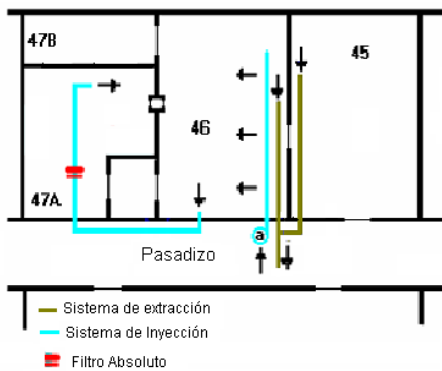 47B
45
46
47A
a
Pasadizo
Sistema de extracción
Sistema de Inyección
Filtro Absoluto